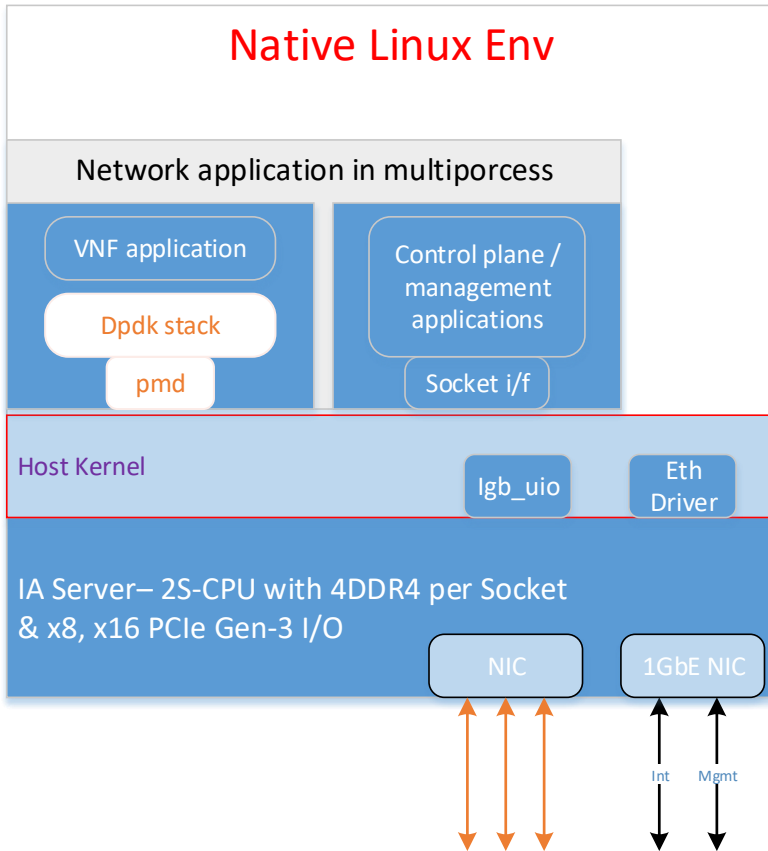 Native Linux Env
Network application in multiporcess
VNF application
Dpdk stack
pmd
Control plane /
management
applications
Socket i/f
Host Kernel
Igb_uio
Eth
Driver
IA Server– 2S-CPU with 4DDR4 per Socket
& x8, x16 PCIe Gen-3 I/O
NIC
1GbE NIC
Int
Mgmt